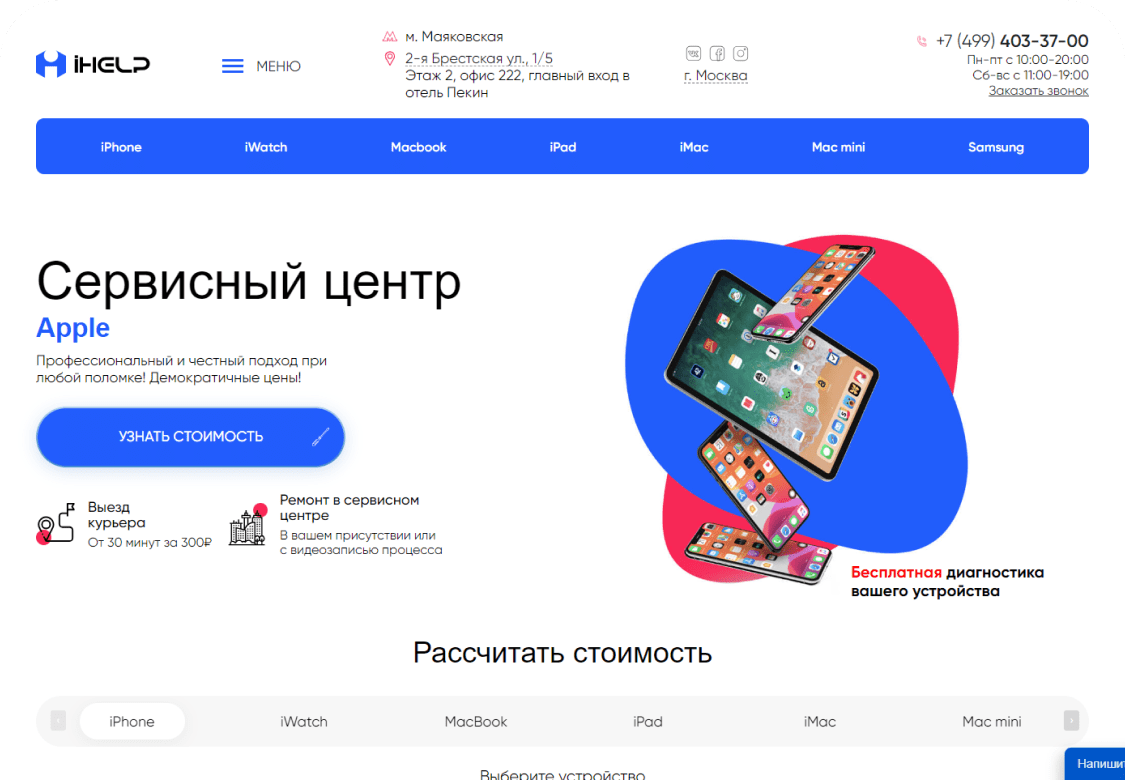 iHELP
МЕНЮ
м. Маяковская
2-я Брестская ул., 1/5
Этаж 2, офис 222, главный вход в
отель Пекин
г. Москва
+7 (499) 403-37-00
Пн-пт с 10:00-20:00
Сб-вс с 11:00-19:00
Заказать звонок
iPhone
iWatch
Macbook
iPad
iMac
Mac mini
Samsung
Сервисный центр
Apple
Профессиональный и честный подход при
любой поломке! Демократичные цены!
УЗНАТЬ СТОИМОСТЬ
Выезд
курьера
От 30 минут за 300₽
Ремонт в сервисном
центре
В вашем присутствии или
с видеозаписью процесса
Бесплатная диагностика
вашего устройства
Рассчитать стоимость
iPhone
iWatch
MacBook
iPad
iMac
Mac mini
Выберите устройство
Напишит